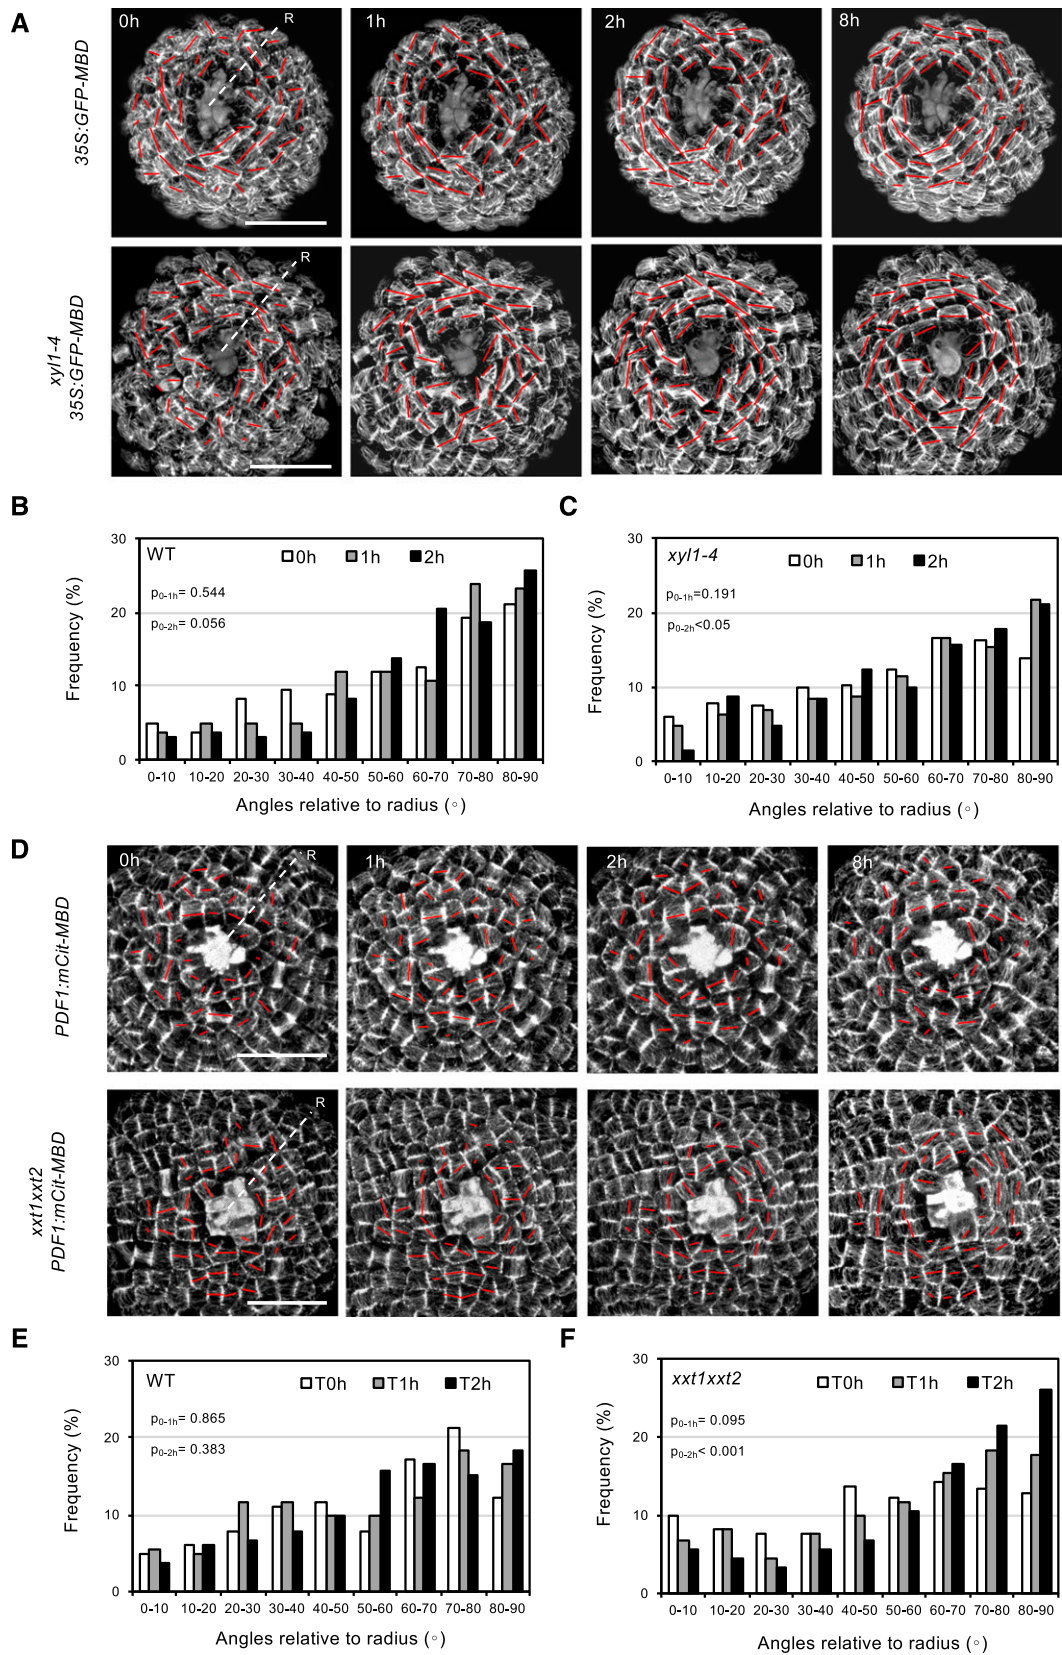 A
0h
R
1h
2h
8h
35S:GFP-MBD
R
xyl1-4
35S:GFP-MBD
B
30
20
10
0
Frequency (%)
WT
0h 1h 2h
p0-1h= 0.544
p0-2h= 0.056
0-10 10-20 20-30 30-40 40-50 50-60 60-70 70-80 80-90
Angles relative to radius (○)
C
30
20
10
0
Frequency (%)
xyl1-4
0h 1h 2h
p0-1h=0.191
p0-2h<0.05
0-10 10-20 20-30 30-40 40-50 50-60 60-70 70-80 80-90
Angles relative to radius (○)
D
0h
R
1h
2h
8h
PDF1:mCit-MBD
R
xxt1xxt2
PDF1:mCit-MBD
E
30
20
10
0
Frequency (%)
WT
T0h T1h T2h
p0-1h= 0.865
p0-2h= 0.383
0-10 10-20 20-30 30-40 40-50 50-60 60-70 70-80 80-90
Angles relative to radius (○)
F
30
20
10
0
Frequency (%)
xxt1xxt2
T0h T1h T2h
p0-1h= 0.095
p0-2h< 0.001
0-10 10-20 20-30 30-40 40-50 50-60 60-70 70-80 80-90
Angles relative to radius (○)